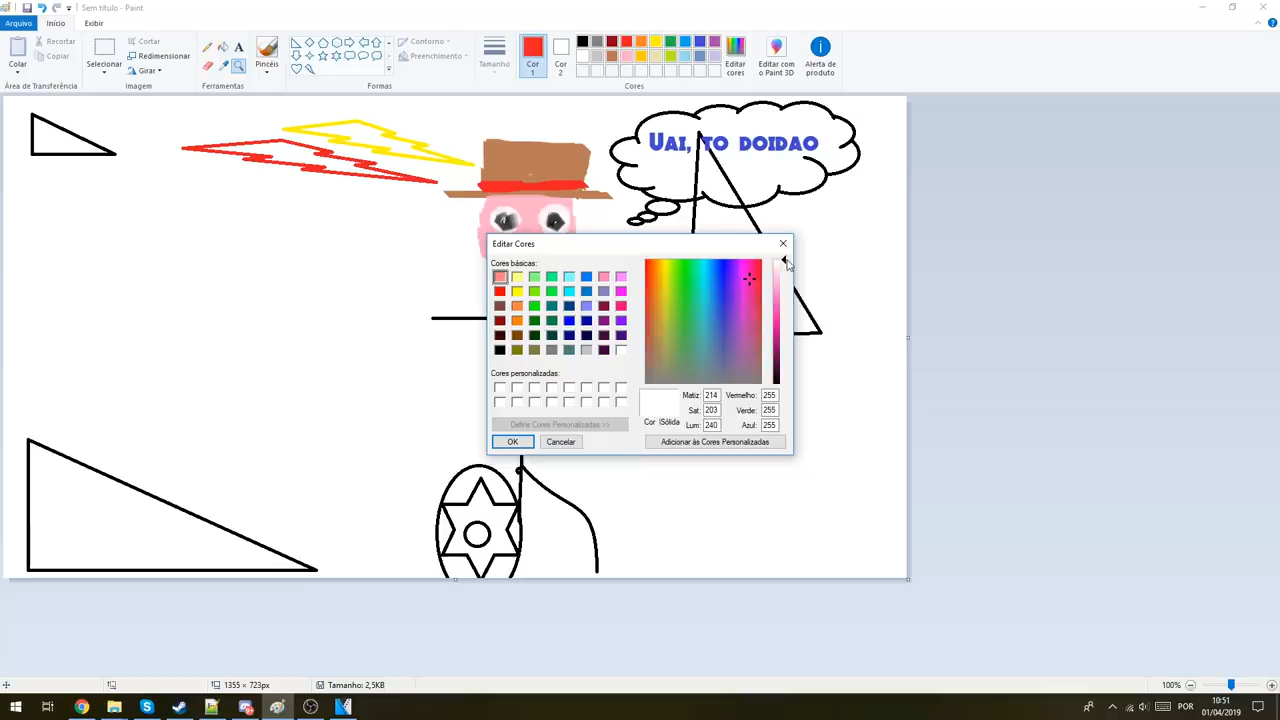 Sem título - Paint
Arquivo Início Exibir
Colar
Recortar
Copiar
Área de Transferência
Selecionar
Cortar
Redimensionar
Girar
Imagem
A
Ferramentas
Pincéis
Contorno
Preenchimento
Formas
Tamanho
Cor 1
Cor 2
Cores
Editar cores
Editar com o Paint 3D
Alerta de produto
UAI, TO DOIDAO
Editar Cores
Cores básicas:
Cores personalizadas:
Definir Cores Personalizadas >>
OK Cancelar
Cor |Sólida
Matiz: 214 Vermelho: 255
Sat: 203 Verde: 255
Lum: 240 Azul: 255
Adicionar às Cores Personalizadas
1355 × 723px Tamanho: 2,5KB 100%
POR
10:51
01/04/2019